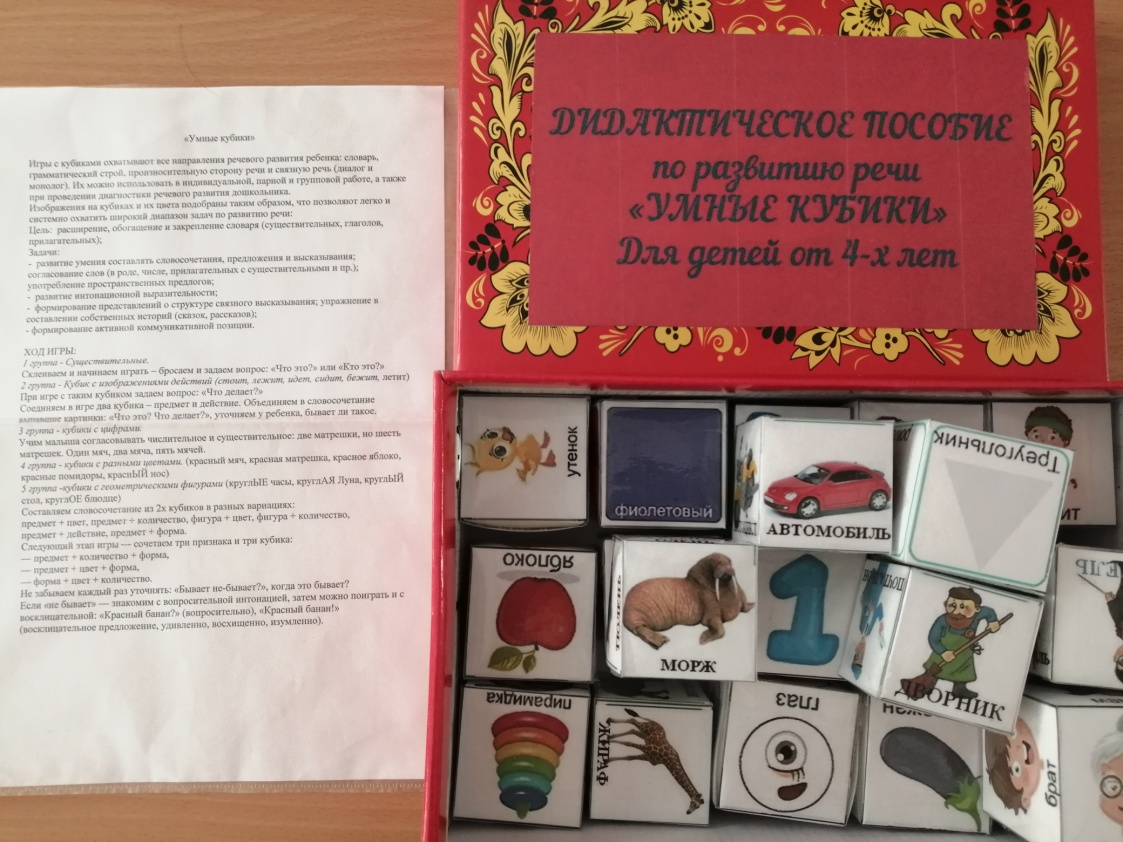 «Умные кубики»
Игры с кубиками охватывают все направления речевого развития ребенка: словарь,
грамматический строй, произносительную сторону речи и связную речь (диалог и
монолог). Их можно использовать в индивидуальной, парной и групповой работе, а также
при проведении диагностики речевого развития дошкольника.
Изображения на кубиках и их цвета подобраны таким образом, что позволяют легко и
системно охватить широкий диапазон задач по развитию речи:
Цель: расширение, обогащение и закрепление словаря (существительных, глаголов,
прилагательных);
Задачи:
- развитие умения составлять словосочетания, предложения и высказывания;
согласование слов (в роде, числе, прилагательных с существительными и пр.);
употребление пространственных предлогов;
- развитие интонационной выразительности;
- формирование представлений о структуре связного высказывания; упражнение в
составлении собственных историй (сказок, рассказов);
- формирование активной коммуникативной позиции.
ХОД ИГРЫ:
1 группа - Существительные.
Склеиваем и начинаем играть – бросаем и задаем вопрос: «Что это?» или «Кто это?»
2 группа - Кубик с изображениями действий (стоит, лежит, идет, сидит, бежит, летит)
При игре с таким кубиком задаем вопрос: «Что делает?»
Соединяем в игре два кубика – предмет и действие. Объединяем в словосочетание
выпавшие картинки: «Что это? Что делает?», уточняем у ребенка, бывает ли такое.
3 группа - кубики с цифрами.
Учим малыша согласовывать числительное и существительное: две матрешки, но шесть
матрешек. Один мяч, два мяча, пять мячей.
4 группа - кубики с разными цветами. (красный мяч, красная матрешка, красное яблоко,
красные помидоры, красныЙ нос)
5 группа -кубики с геометрическими фигурами (круглЫЕ часы, круглАЯ Луна, круглЫЙ
стол, круглОЕ блюдце)
Составляем словосочетание из 2х кубиков в разных вариациях:
предмет + цвет, предмет + количество, фигура + цвет, фигура + количество,
предмет + действие, предмет + форма.
Следующий этап игры — сочетаем три признака и три кубика:
— предмет + количество + форма,
— предмет + цвет + форма,
— форма + цвет + количество.
Не забываем каждый раз уточнять: «Бывает не-бывает?», когда это бывает?
Если «не бывает» — знакомим с вопросительной интонацией, затем можно поиграть и с
восклицательной: «Красный банан?» (вопросительно), «Красный банан!»
(восклицательное предложение, удивленно, восхищенно, изумленно).
ДИДАКТИЧЕСКОЕ ПОСОБИЕ
по развитию речи
«УМНЫЕ КУБИКИ»
Для детей от 4-х лет
утенок
фиолетовый
АВТОМОБИЛЬ
Треугольник
яблоко
МОРЖ
1
ДВОРНИК
пирамидка
ЖИРАФ
глаз
брат